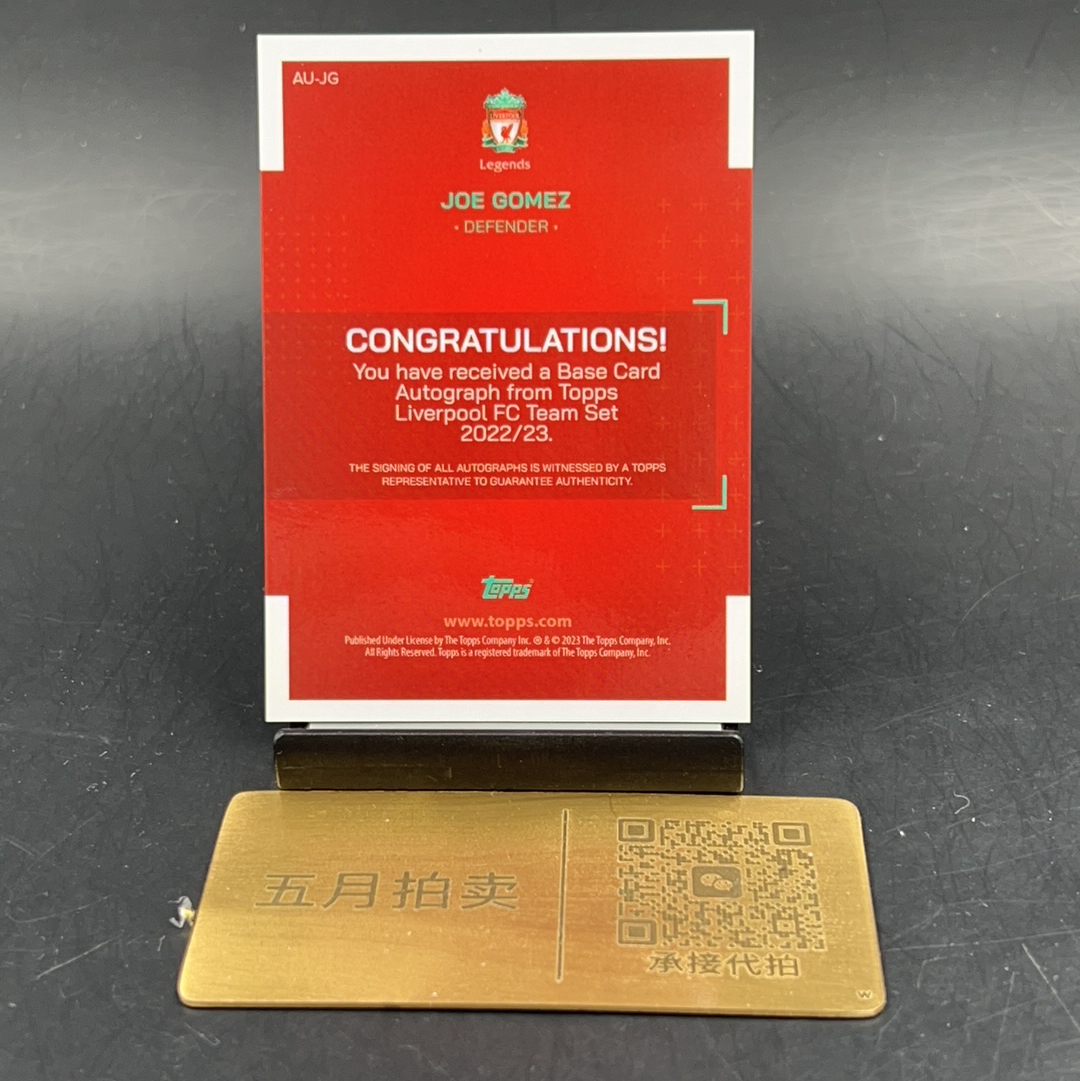 AU-JG
LIVERPOOL
Legends
JOE GOMEZ
· DEFENDER ·
CONGRATULATIONS!
You have received a Base Card
Autograph from Topps
Liverpool FC Team Set
2022/23.
THE SIGNING OF ALL AUTOGRAPHS IS WITNESSED BY A TOPPS
REPRESENTATIVE TO GUARANTEE AUTHENTICITY.
topps
www.topps.com
Published Under License by The Topps Company Inc. ® & © 2023 The Topps Company, Inc.
All Rights Reserved. Topps is a registered trademark of The Topps Company, Inc.
五月拍卖
承接代拍
W